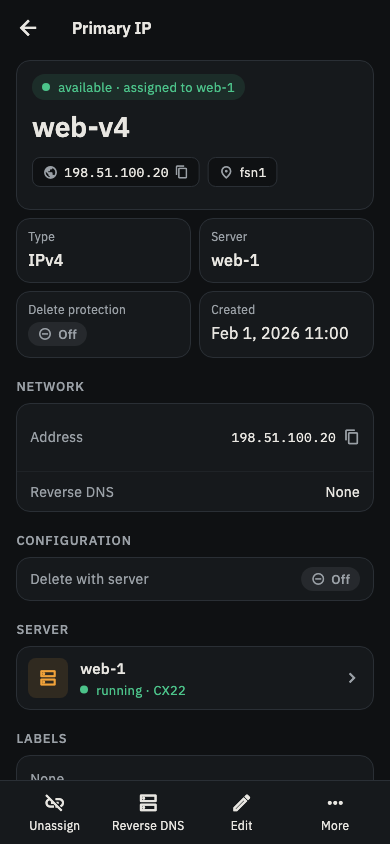 Primary IP
available · assigned to web-1
web-v4
198.51.100.20
fsn1
Type
IPv4
Server
web-1
Delete protection
Off
Created
Feb 1, 2026 11:00
NETWORK
Address
198.51.100.20
Reverse DNS
None
CONFIGURATION
Delete with server
Off
SERVER
web-1
running · CX22
LABELS
None
Unassign
Reverse DNS
Edit
More